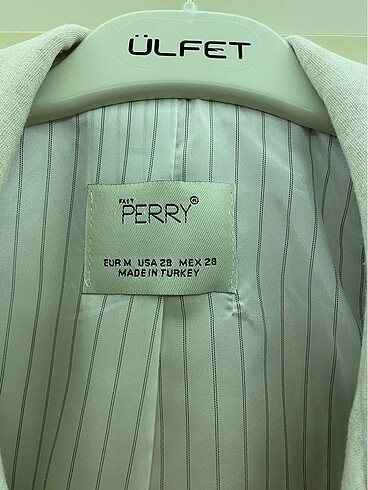 ÜLFET
FAST
PERRY
EUR M USA 28 MEX 28
MADE IN TURKEY